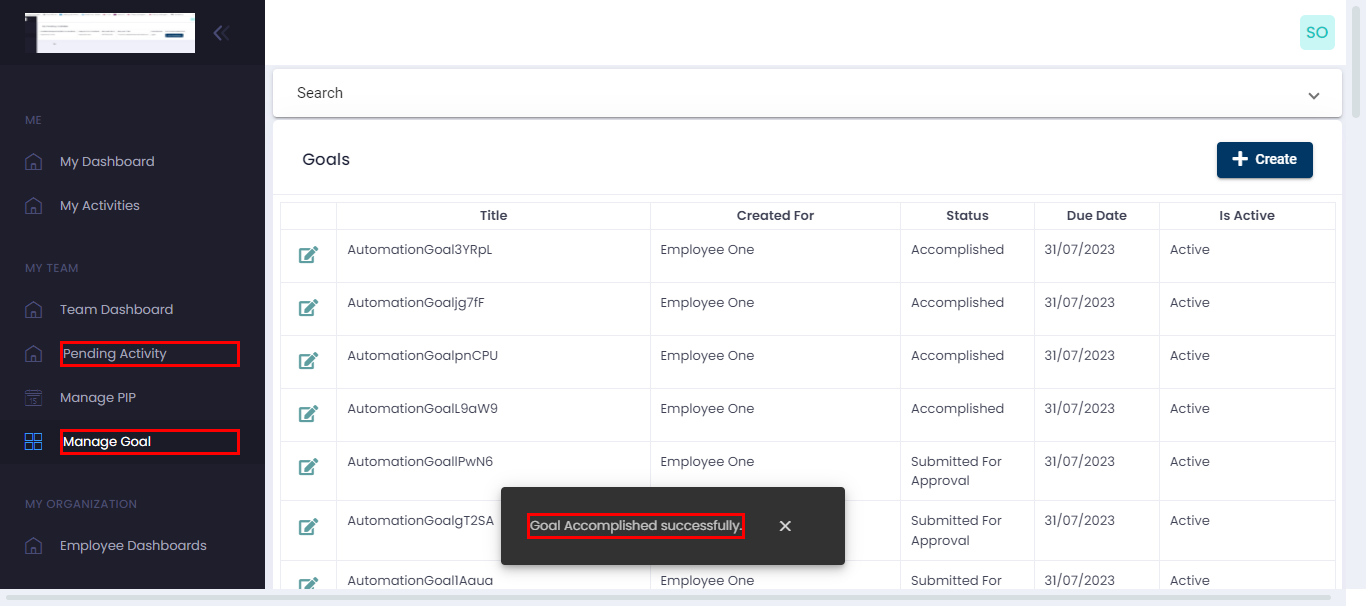 SO
ME
My Dashboard
My Activities
MY TEAM
Team Dashboard
Pending Activity
Manage PIP
15
Manage Goal
MY ORGANIZATION
Employee Dashboards
Search
Goals
Create
Title Created For Status Due Date Is Active
AutomationGoal3YRpL Employee One Accomplished 31/07/2023 Active
AutomationGoaljg7fF Employee One Accomplished 31/07/2023 Active
AutomationGoalpnCPU Employee One Accomplished 31/07/2023 Active
AutomationGoalL9aW9 Employee One Accomplished 31/07/2023 Active
AutomationGoallPwN6 Employee One Submitted For 31/07/2023 Active
Approval
AutomationGoalgT2SA Submitted For 31/07/2023 Active
Approval
AutomationGoal1Aaua Employee One Submitted For 31/07/2023 Active
Goal Accomplished successfully.